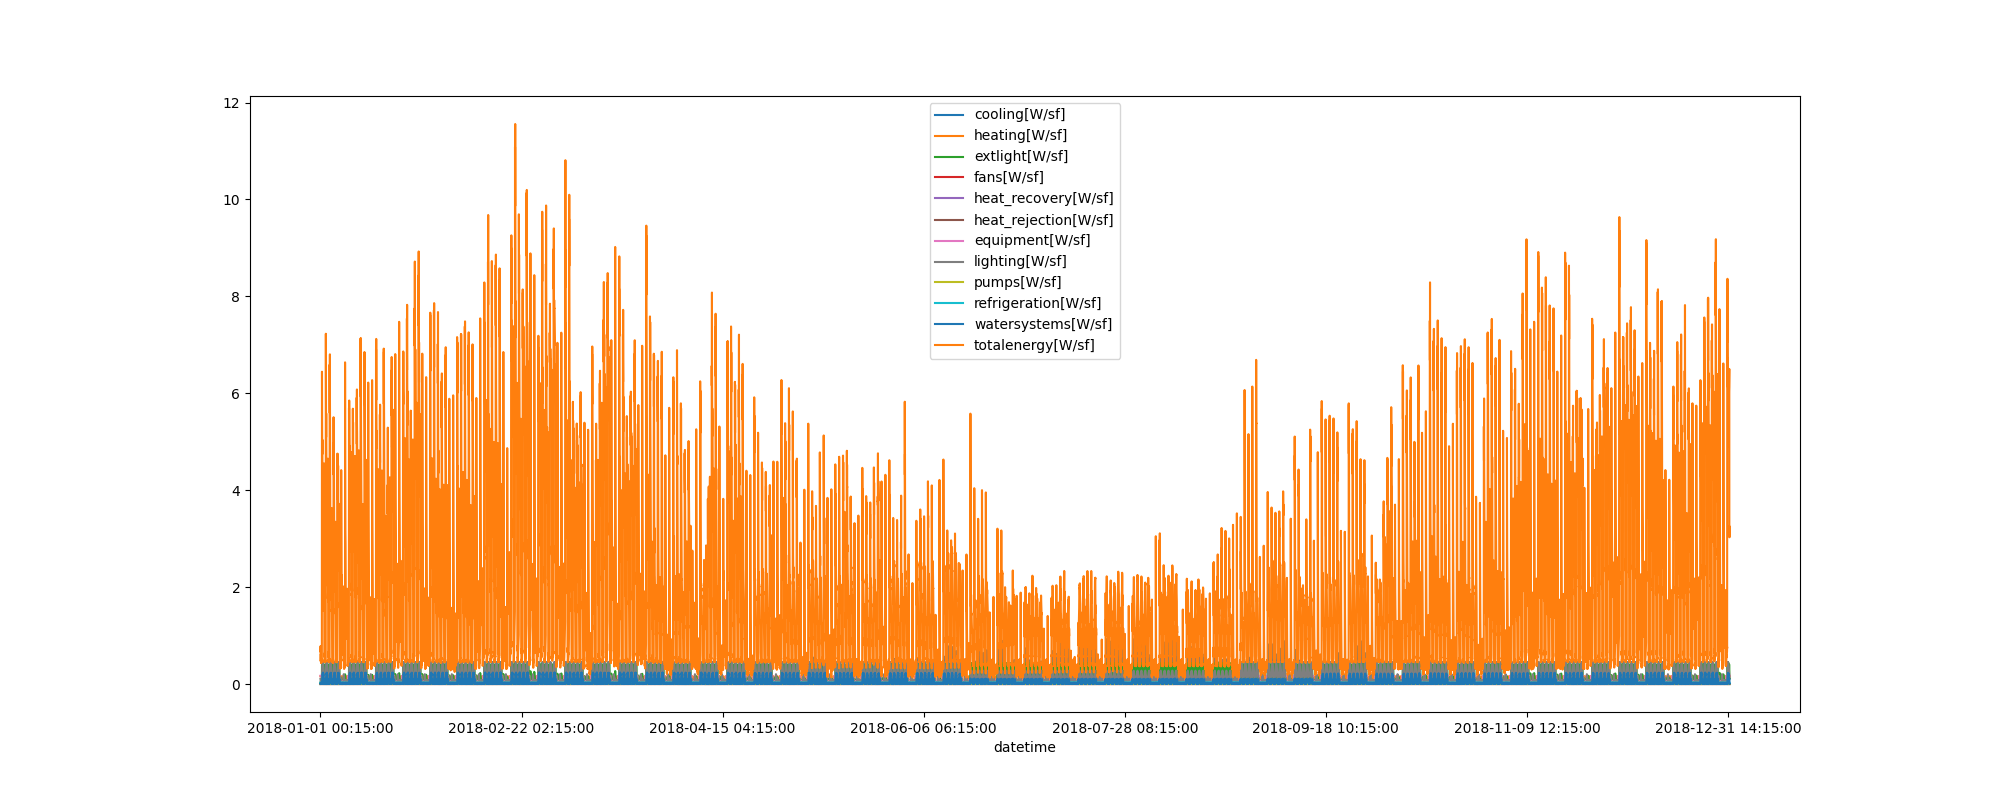 12
10
8
6
4
2
0
cooling[W/sf]
heating[W/sf]
extlight[W/sf]
fans[W/sf]
heat_recovery[W/sf]
heat_rejection[W/sf]
equipment[W/sf]
lighting[W/sf]
pumps[W/sf]
refrigeration[W/sf]
watersystems[W/sf]
totalenergy[W/sf]
2018-01-01 00:15:00 2018-02-22 02:15:00 2018-04-15 04:15:00 2018-06-06 06:15:00 2018-07-28 08:15:00 2018-09-18 10:15:00 2018-11-09 12:15:00 2018-12-31 14:15:00
datetime